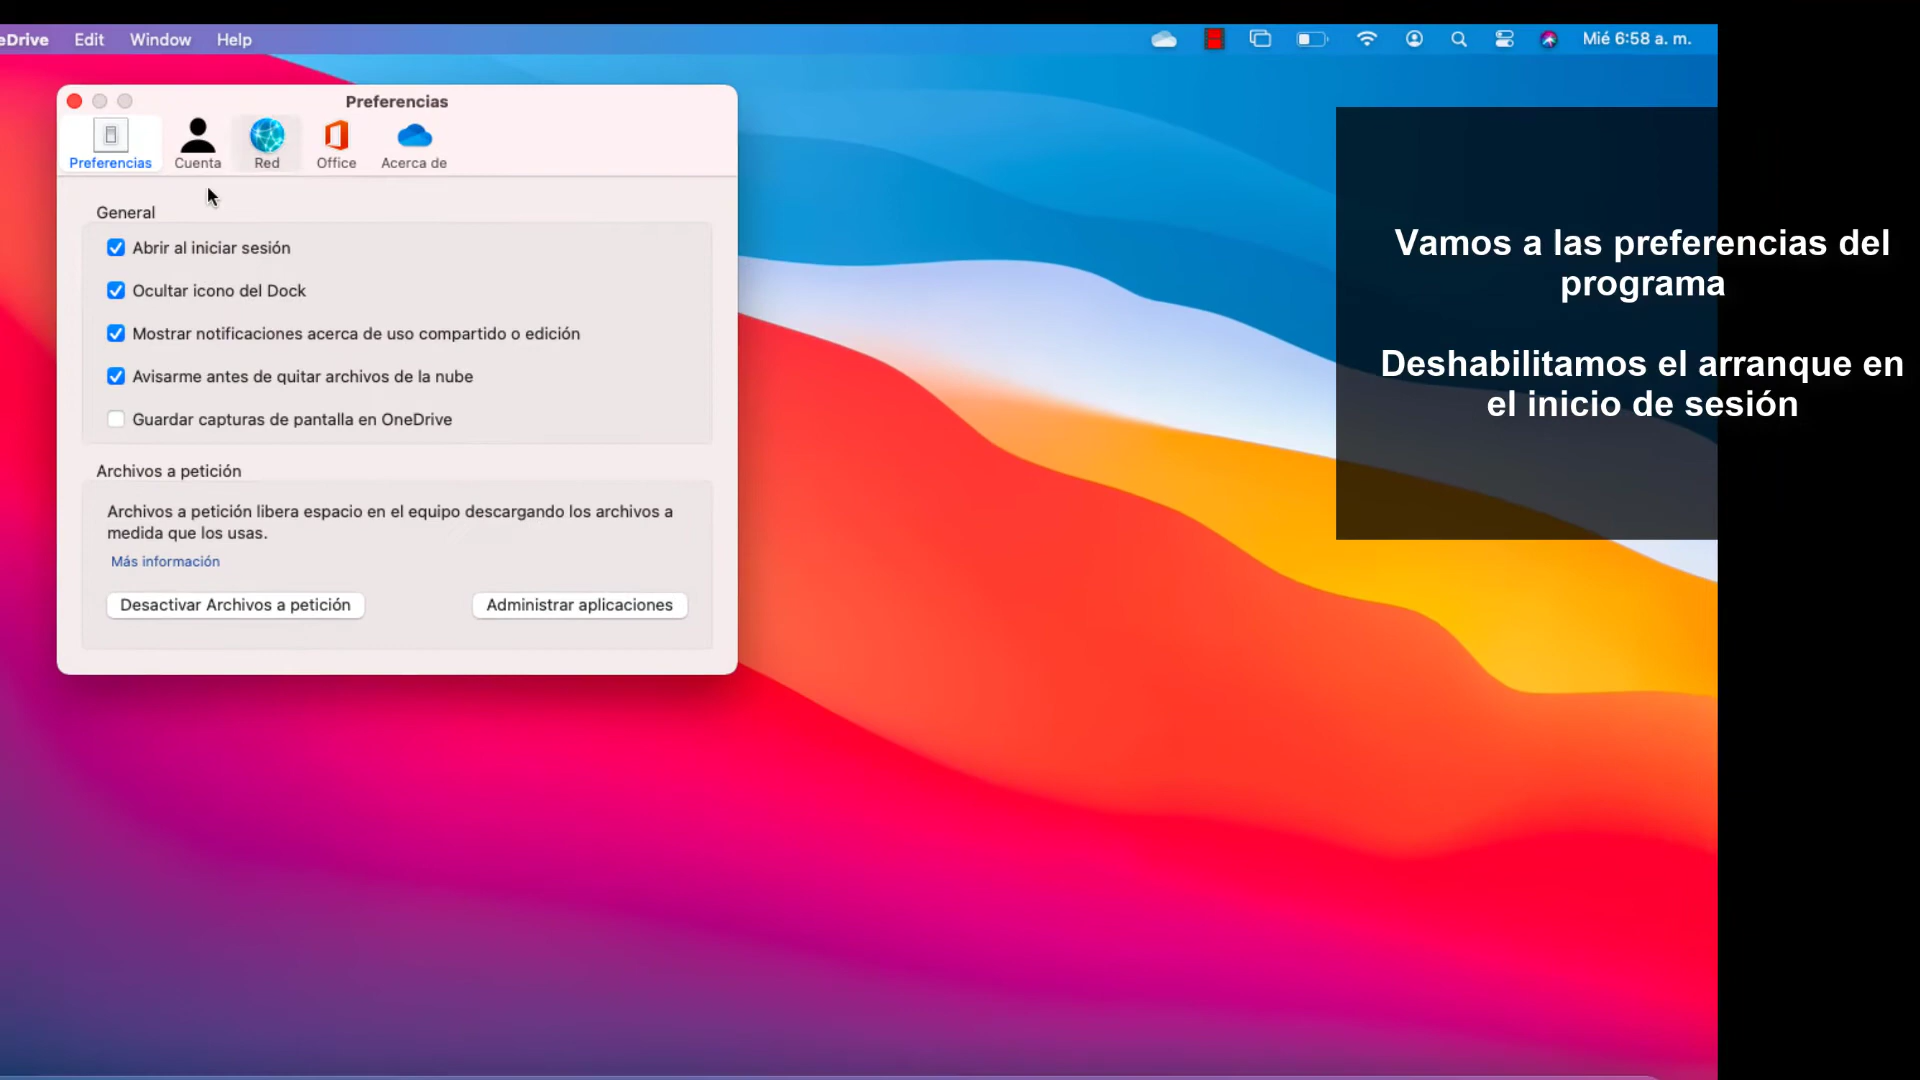 eDrive Edit Window Help
Mié 6:58 a. m.
Preferencias
Preferencias Cuenta Red Office Acerca de
General
Abrir al iniciar sesión
Ocultar icono del Dock
Mostrar notificaciones acerca de uso compartido o edición
Avisarme antes de quitar archivos de la nube
Guardar capturas de pantalla en OneDrive
Archivos a petición
Archivos a petición libera espacio en el equipo descargando los archivos a
medida que los usas.
Más información
Desactivar Archivos a petición Administrar aplicaciones
Vamos a las preferencias del
programa
Deshabilitamos el arranque en
el inicio de sesión